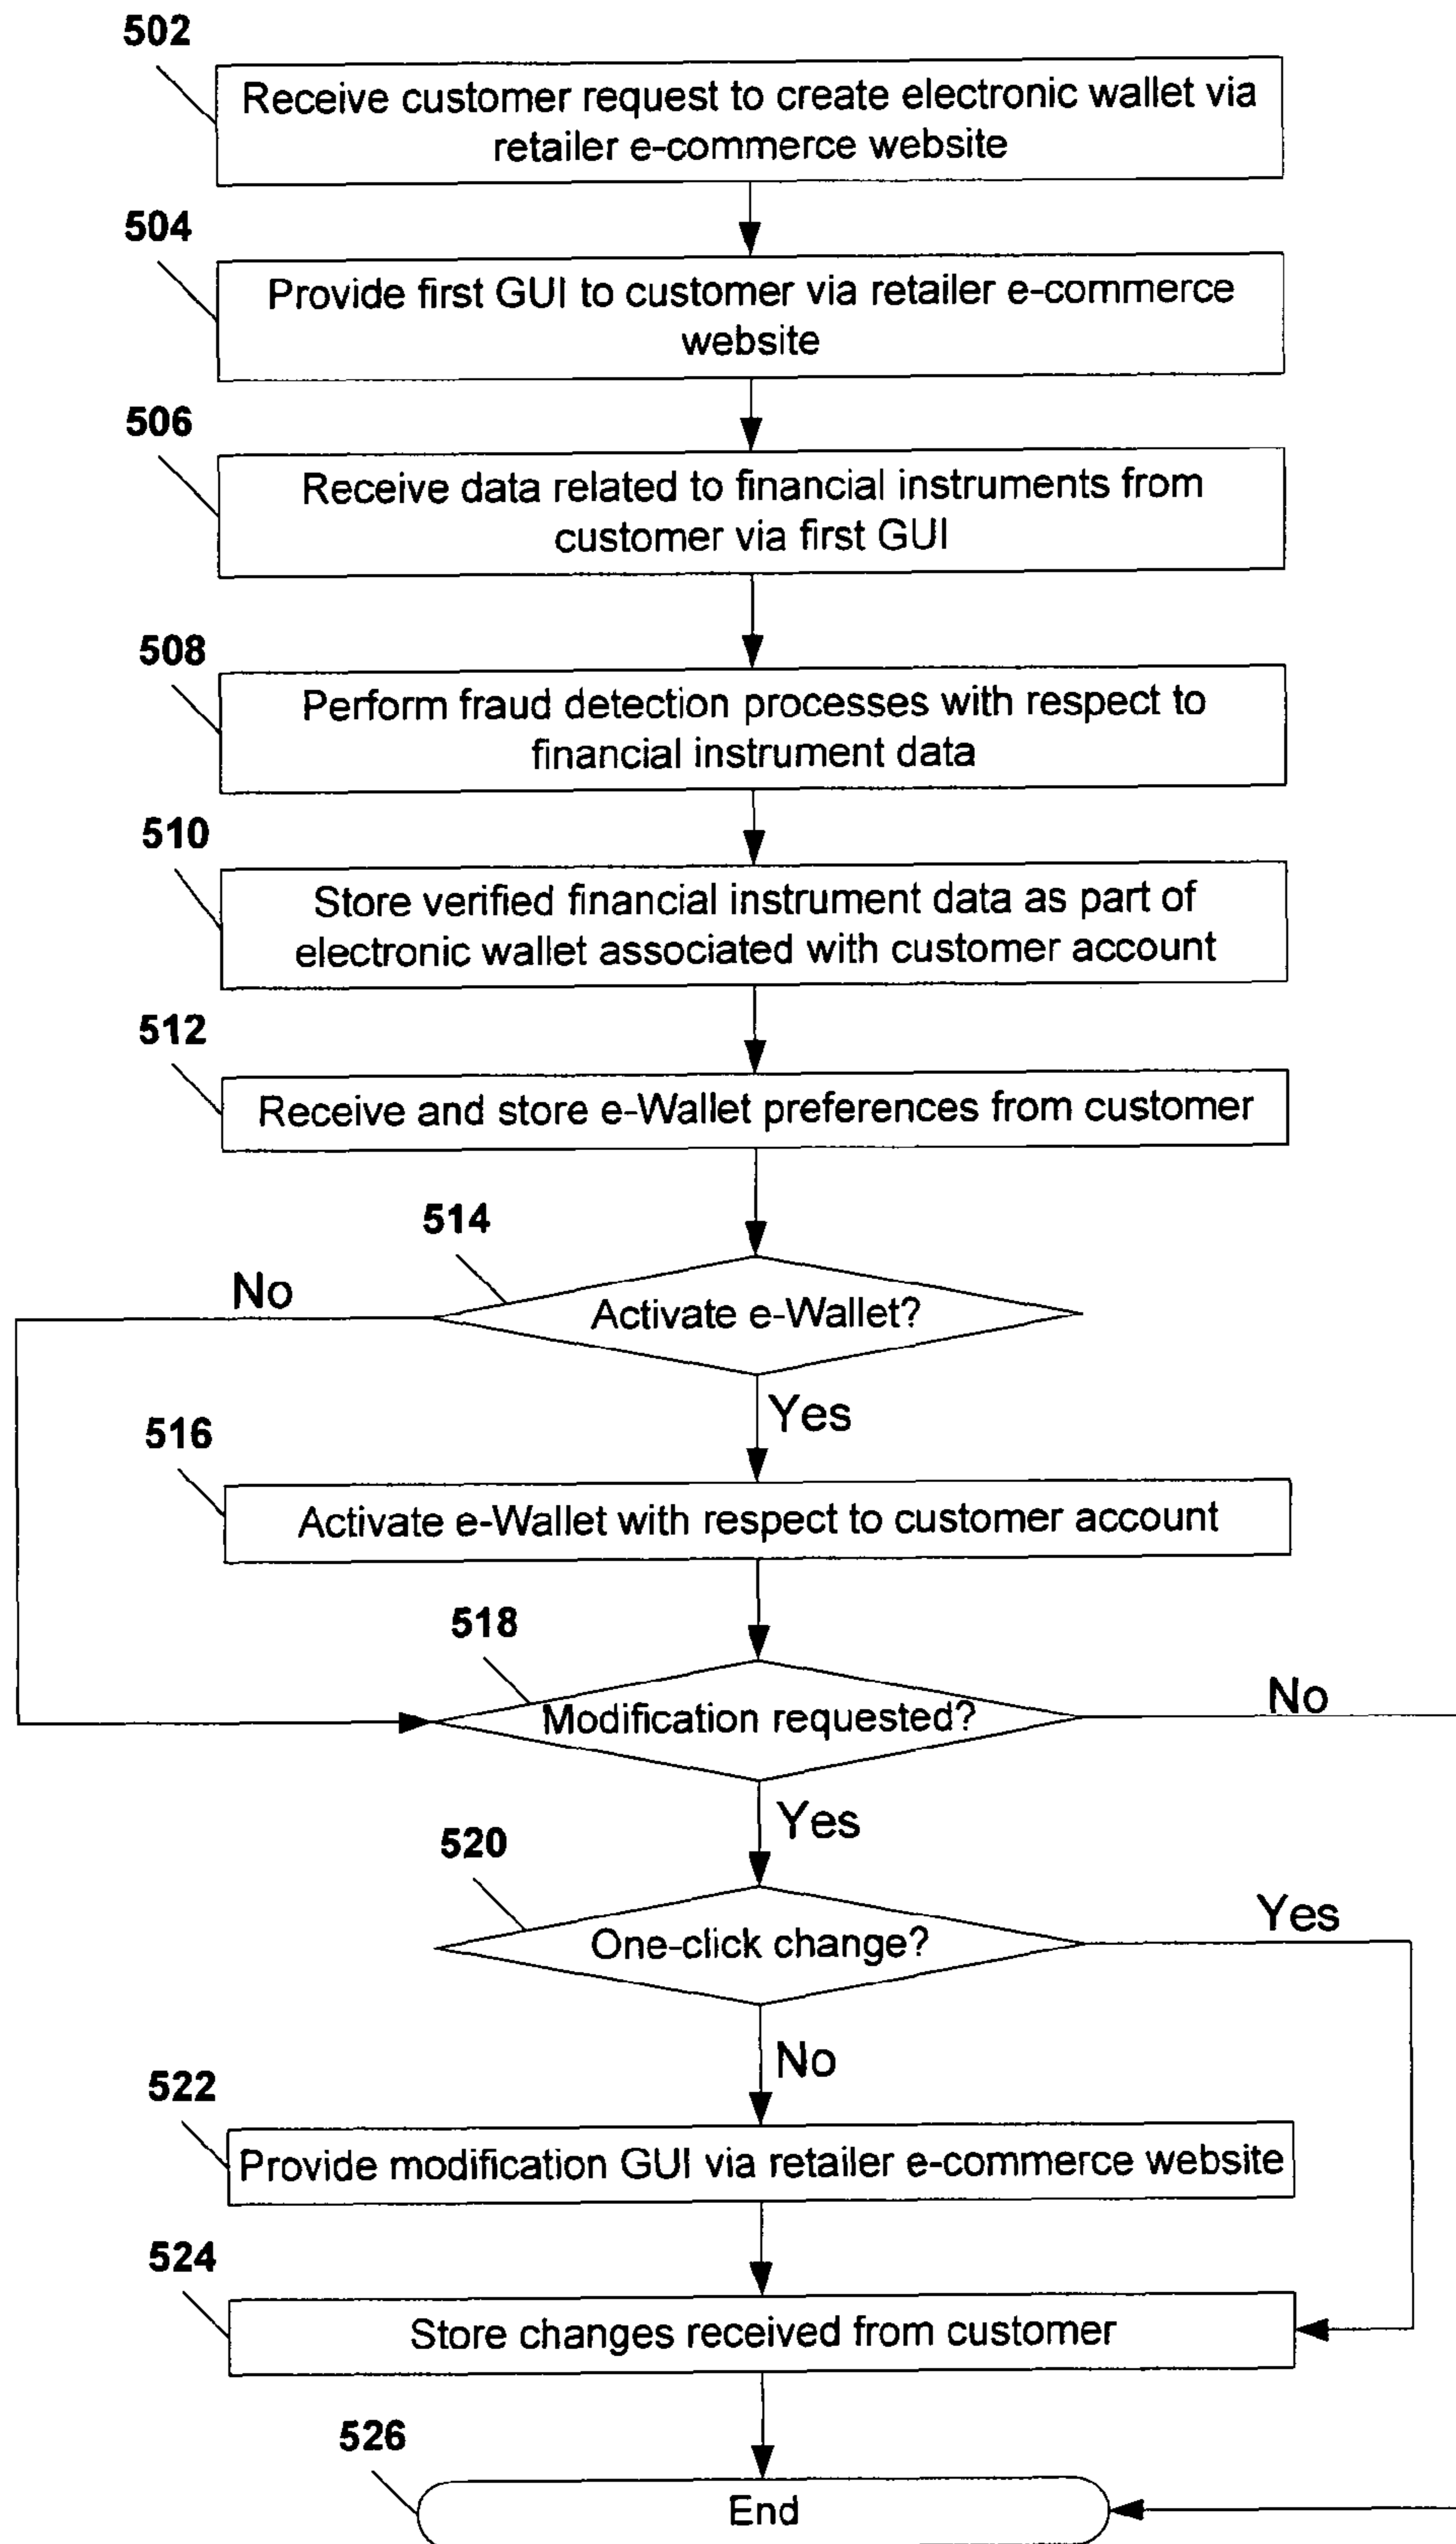 502
Receive customer request to create electronic wallet via
retailer e-commerce website
504
Provide first GUI to customer via retailer e-commerce
website
506
Receive data related to financial instruments from
customer via first GUI
508
Perform fraud detection processes with respect to
financial instrument data
510
Store verified financial instrument data as part of
electronic wallet associated with customer account
512
Receive and store e-Wallet preferences from customer
514
No
Activate e-Wallet?
Yes
516
Activate e-Wallet with respect to customer account
518
Modification requested?
No
Yes
520
One-click change?
Yes
No
522
Provide modification GUI via retailer e-commerce website
524
Store changes received from customer
526
End